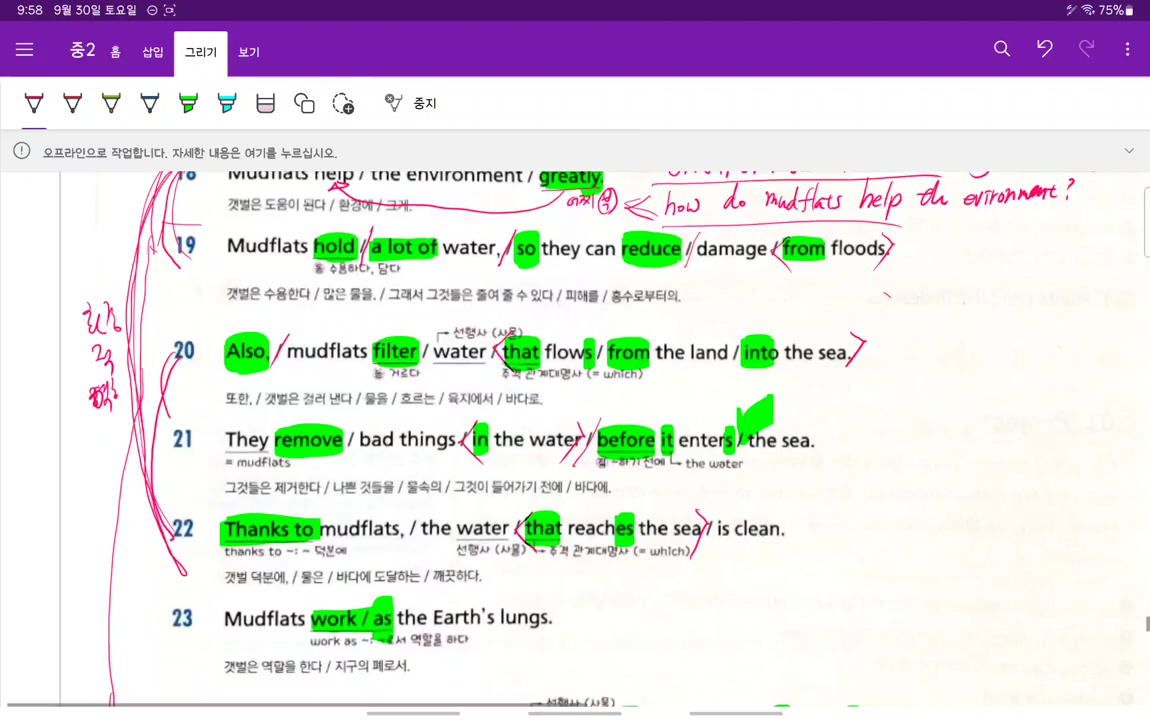 9:58 9월 30일 토요일 75%
중2 홈 삽입 그리기 보기
중지
오프라인으로 작업합니다. 자세한 내용은 여기를 누르십시오.
18 Mudflats help / the environment / greatly.
갯벌은 도움이 된다 / 환경에 / 크게.
how do mudflats help the evironment?
19 Mudflats hold / a lot of water, / so they can reduce / damage from floods.
동 수용하다, 담다
갯벌은 수용한다 / 많은 물을, / 그래서 그것들은 줄여 줄 수 있다 / 피해를 / 홍수로부터의.
선행사 (사물)
20 Also, / mudflats filter / water / that flows / from the land / into the sea.
동 거르다 주격 관계대명사 (= which)
또한, / 갯벌은 걸러 낸다 / 물을 / 흐르는 / 육지에서 / 바다로.
21 They remove / bad things / in the water / before it enters / the sea.
= mudflats 접 ~하기 전에 the water
그것들은 제거한다 / 나쁜 것들을 / 물속의 / 그것이 들어가기 전에 / 바다에.
22 Thanks to mudflats, / the water / that reaches the sea / is clean.
thanks to ~: ~ 덕분에 선행사 (사물) 주격 관계대명사 (= which)
갯벌 덕분에, / 물은 / 바다에 도달하는 / 깨끗하다.
23 Mudflats work / as the Earth's lungs.
work as ~: ~로서 역할을 하다
갯벌은 역할을 한다 / 지구의 폐로서.
선행사 (사물)